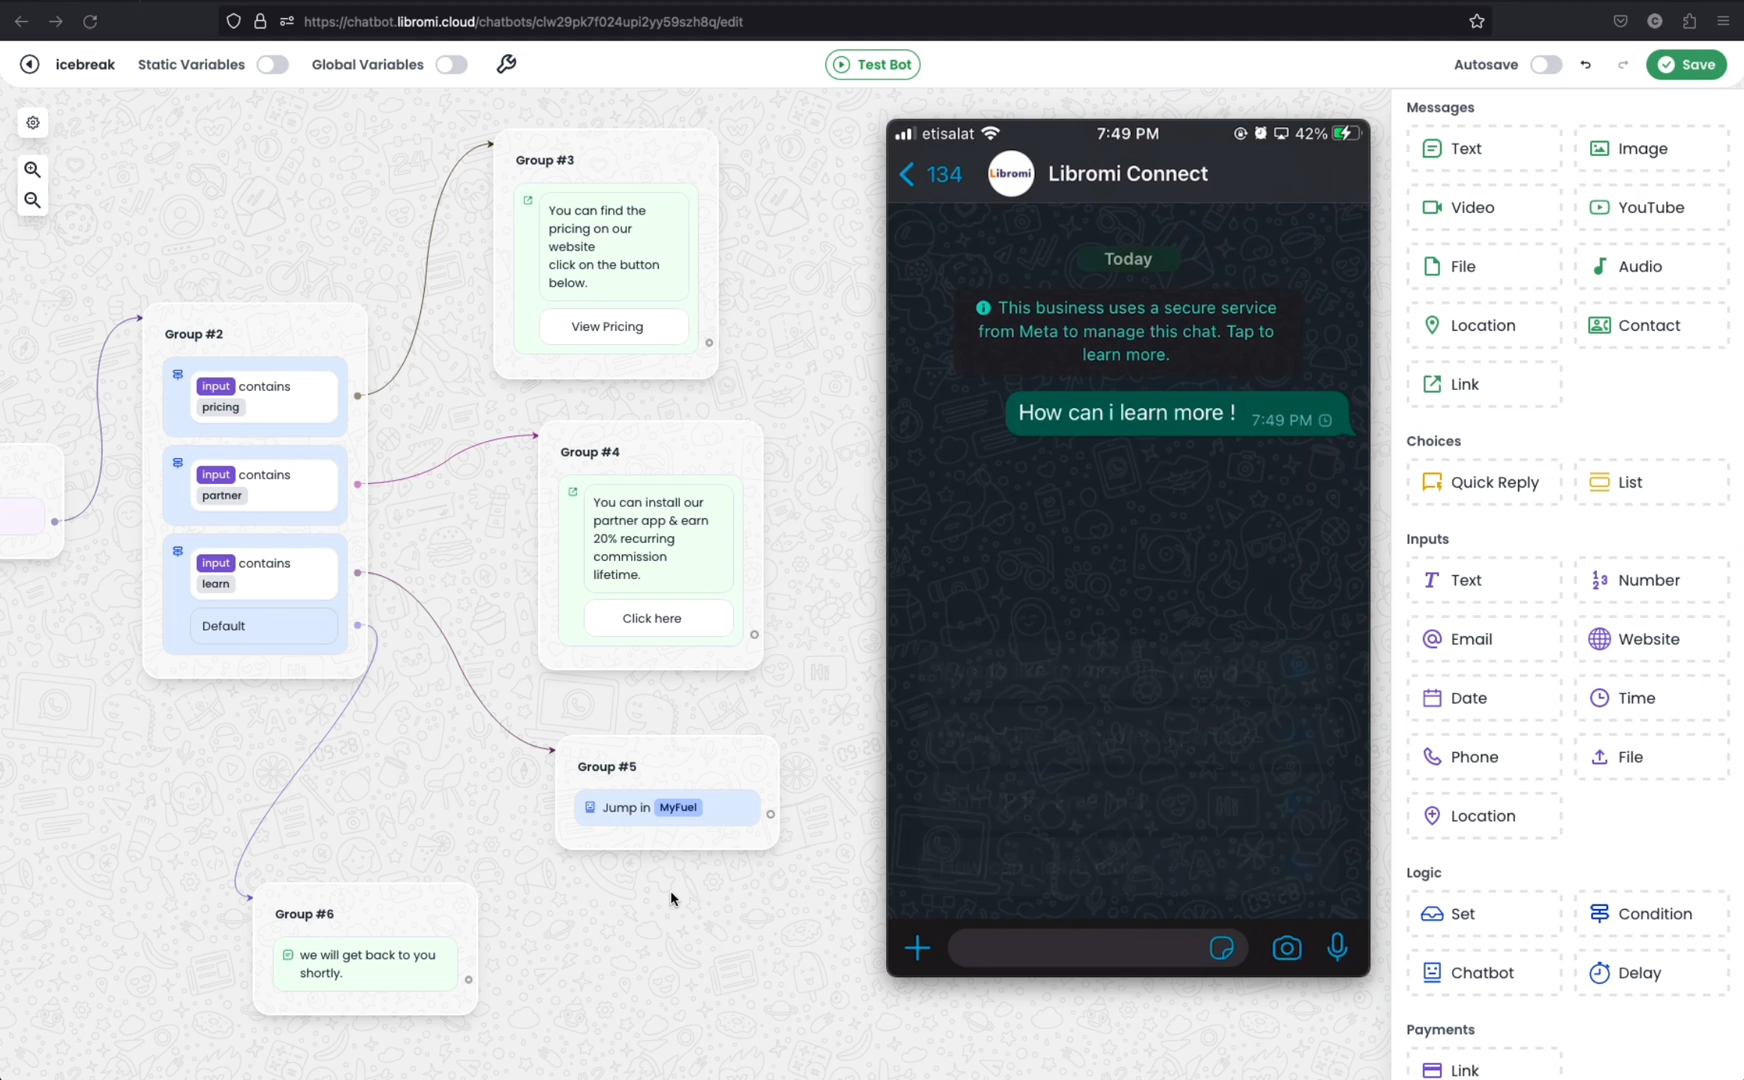 https://chatbot.libromi.cloud/chatbots/clw29pk7f024upi2yy59szh8q/edit
icebreak
Static Variables
Global Variables
Test Bot
Autosave
Save
Group #2
input contains
pricing
input contains
partner
input contains
learn
Default
Group #3
You can find the
pricing on our
website
click on the button
below.
View Pricing
Group #4
You can install our
partner app & earn
20% recurring
commission
lifetime.
Click here
Group #5
Jump in MyFuel
Group #6
we will get back to you
shortly.
etisalat
7:49 PM
42%
134
Libromi
Libromi Connect
Today
This business uses a secure service
from Meta to manage this chat. Tap to
learn more.
How can i learn more !
7:49 PM
Messages
Text
Image
Video
YouTube
File
Audio
Location
Contact
Link
Choices
Quick Reply
List
Inputs
Text
Number
Email
Website
Date
Time
Phone
File
Location
Logic
Set
Condition
Chatbot
Delay
Payments
Link